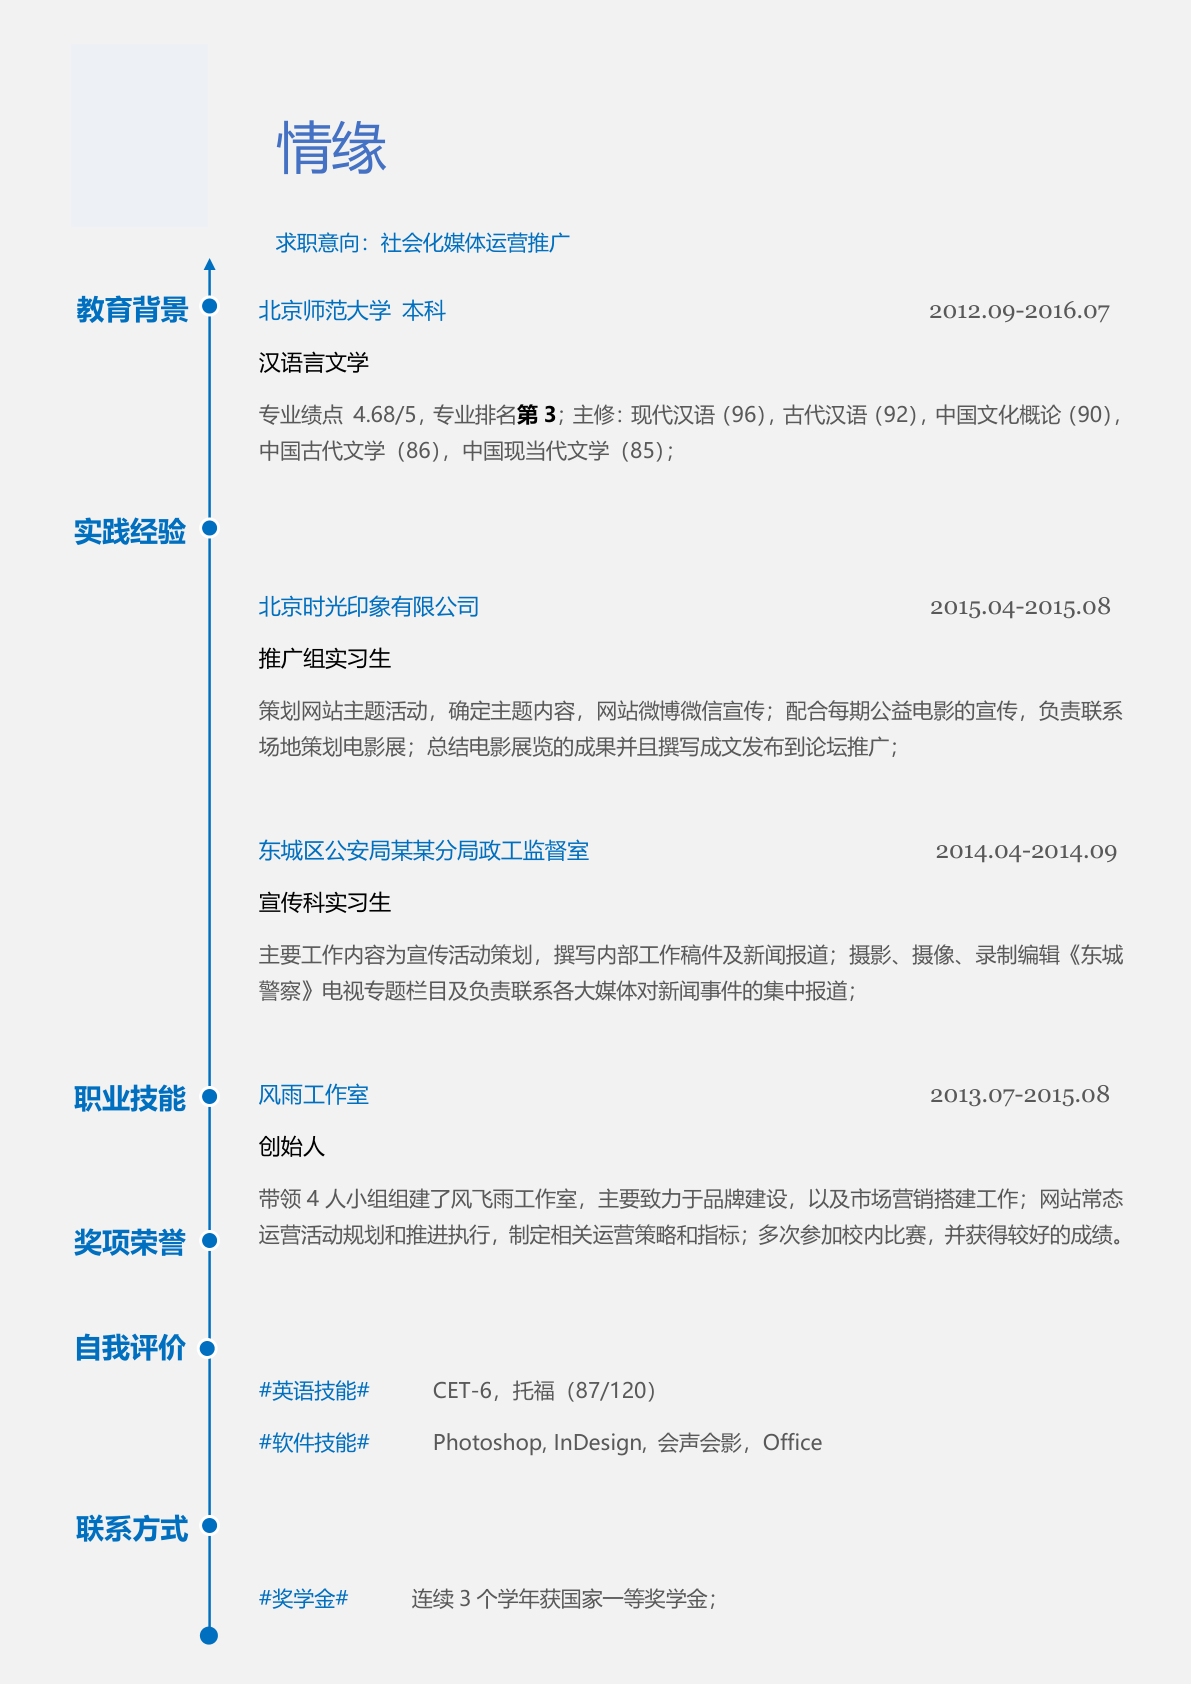 情缘
求职意向：社会化媒体运营推广
教育背景
北京师范大学 本科 2012.09-2016.07
汉语言文学
专业绩点 4.68/5，专业排名第 3；主修：现代汉语（96），古代汉语（92），中国文化概论（90），
中国古代文学（86），中国现当代文学（85）；
实践经验
北京时光印象有限公司 2015.04-2015.08
推广组实习生
策划网站主题活动，确定主题内容，网站微博微信宣传；配合每期公益电影的宣传，负责联系
场地策划电影展；总结电影展览的成果并且撰写成文发布到论坛推广；
东城区公安局某某分局政工监督室 2014.04-2014.09
宣传科实习生
主要工作内容为宣传活动策划，撰写内部工作稿件及新闻报道；摄影、摄像、录制编辑《东城
警察》电视专题栏目及负责联系各大媒体对新闻事件的集中报道；
职业技能
风雨工作室 2013.07-2015.08
创始人
带领 4 人小组组建了风飞雨工作室，主要致力于品牌建设，以及市场营销搭建工作；网站常态
运营活动规划和推进执行，制定相关运营策略和指标；多次参加校内比赛，并获得较好的成绩。
奖项荣誉
自我评价
#英语技能# CET-6，托福（87/120）
#软件技能# Photoshop, InDesign, 会声会影，Office
联系方式
#奖学金# 连续 3 个学年获国家一等奖学金；